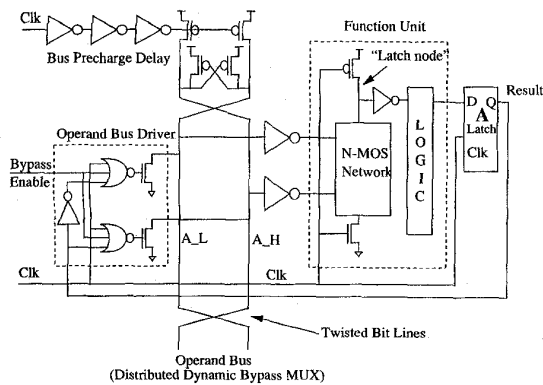 Clk
Bus Precharge Delay
Function Unit
"Latch node"
Result
Operand Bus Driver
Bypass
Enable
N-MOS
Network
L
O
G
I
C
D Q
A
Latch
Clk
A_L
A_H
Clk
Clk
Twisted Bit Lines
Operand Bus
(Distributed Dynamic Bypass MUX)